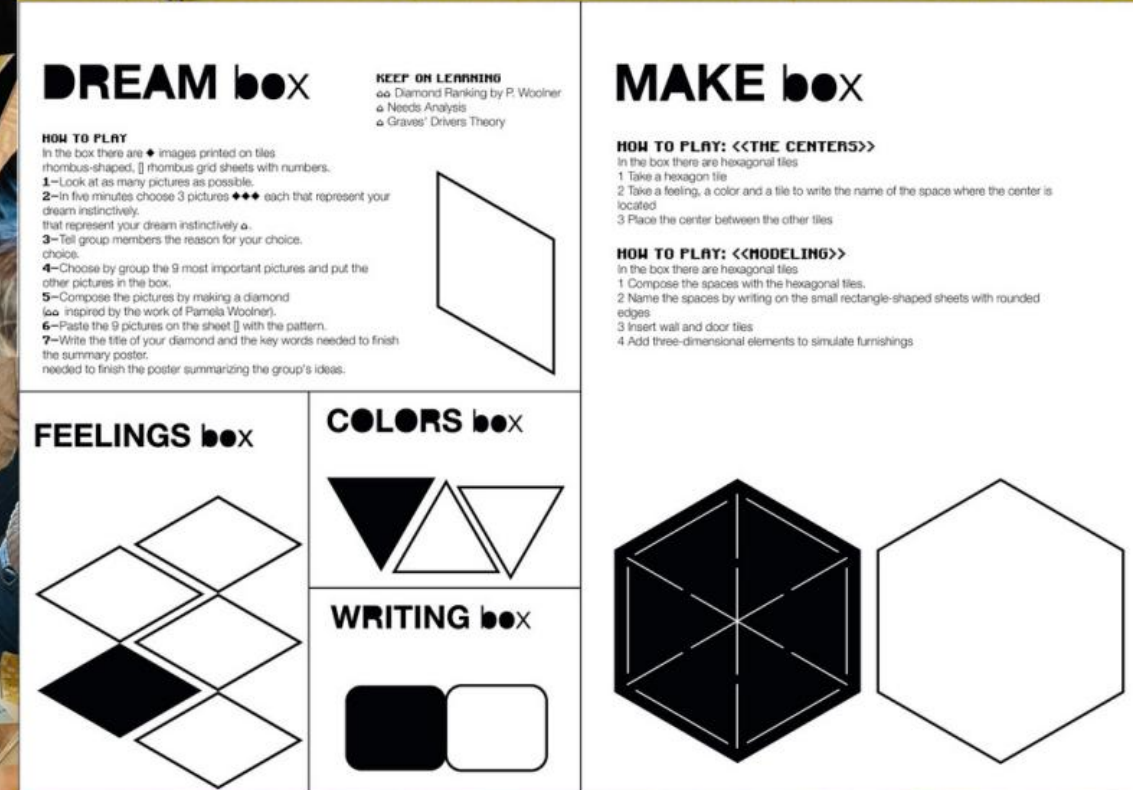 DREAM box
KEEP ON LEARNING
⌂⌂ Diamond Ranking by P. Woolner
⌂ Needs Analysis
⌂ Graves' Drivers Theory
HOW TO PLAY
In the box there are ◆ images printed on tiles
rhombus-shaped, [] rhombus grid sheets with numbers.
1—Look at as many pictures as possible.
2—In five minutes choose 3 pictures ◆◆◆ each that represent your
dream instinctively.
that represent your dream instinctively ⌂.
3—Tell group members the reason for your choice.
choice.
4—Choose by group the 9 most important pictures and put the
other pictures in the box.
5—Compose the pictures by making a diamond
(⌂⌂ inspired by the work of Pamela Woolner).
6—Paste the 9 pictures on the sheet [] with the pattern.
7—Write the title of your diamond and the key words needed to finish
the summary poster.
needed to finish the poster summarizing the group's ideas.
MAKE box
HOW TO PLAY: <<THE CENTERS>>
In the box there are hexagonal tiles
1 Take a hexagon tile
2 Take a feeling, a color and a tile to write the name of the space where the center is
located
3 Place the center between the other tiles
HOW TO PLAY: <<MODELING>>
In the box there are hexagonal tiles
1 Compose the spaces with the hexagonal tiles.
2 Name the spaces by writing on the small rectangle-shaped sheets with rounded
edges
3 Insert wall and door tiles
4 Add three-dimensional elements to simulate furnishings
FEELINGS box
COLORS box
WRITING box